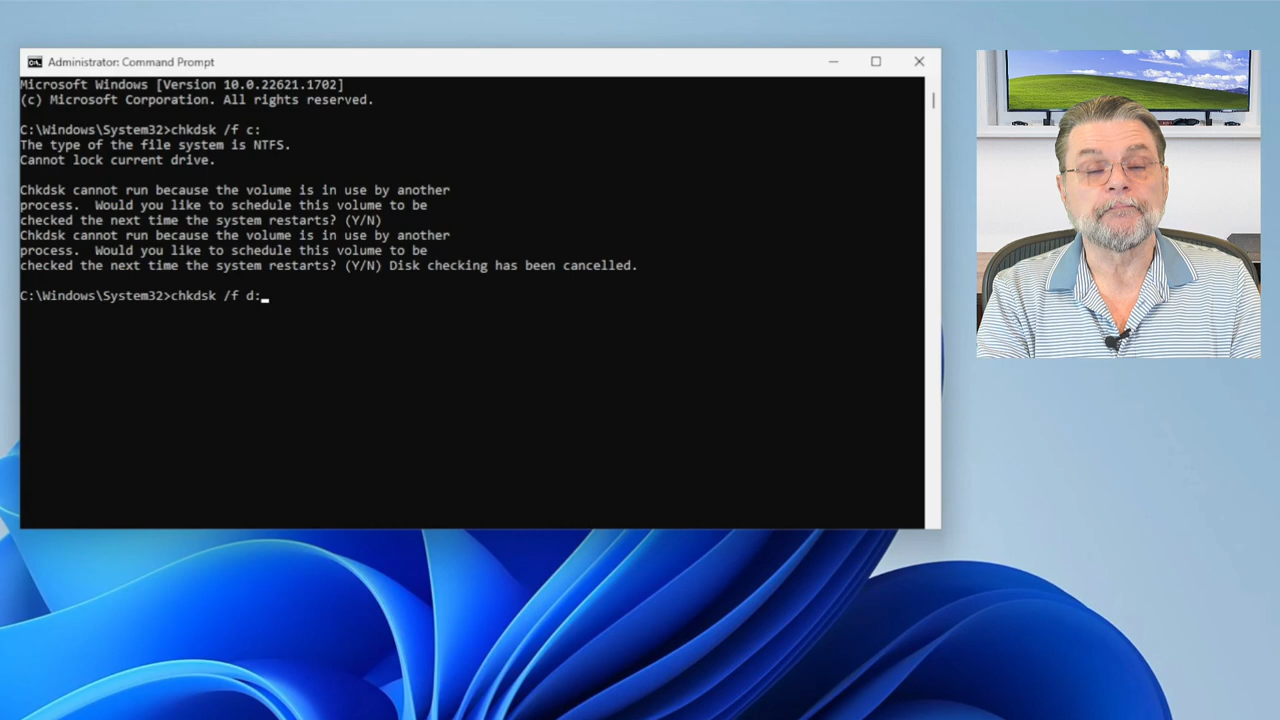 Administrator: Command Prompt
Microsoft Windows [Version 10.0.22621.1702]
(c) Microsoft Corporation. All rights reserved.
C:\Windows\System32>chkdsk /f c:
The type of the file system is NTFS.
Cannot lock current drive.
Chkdsk cannot run because the volume is in use by another
process.  Would you like to schedule this volume to be
checked the next time the system restarts? (Y/N)
Chkdsk cannot run because the volume is in use by another
process.  Would you like to schedule this volume to be
checked the next time the system restarts? (Y/N) Disk checking has been cancelled.
C:\Windows\System32>chkdsk /f d: